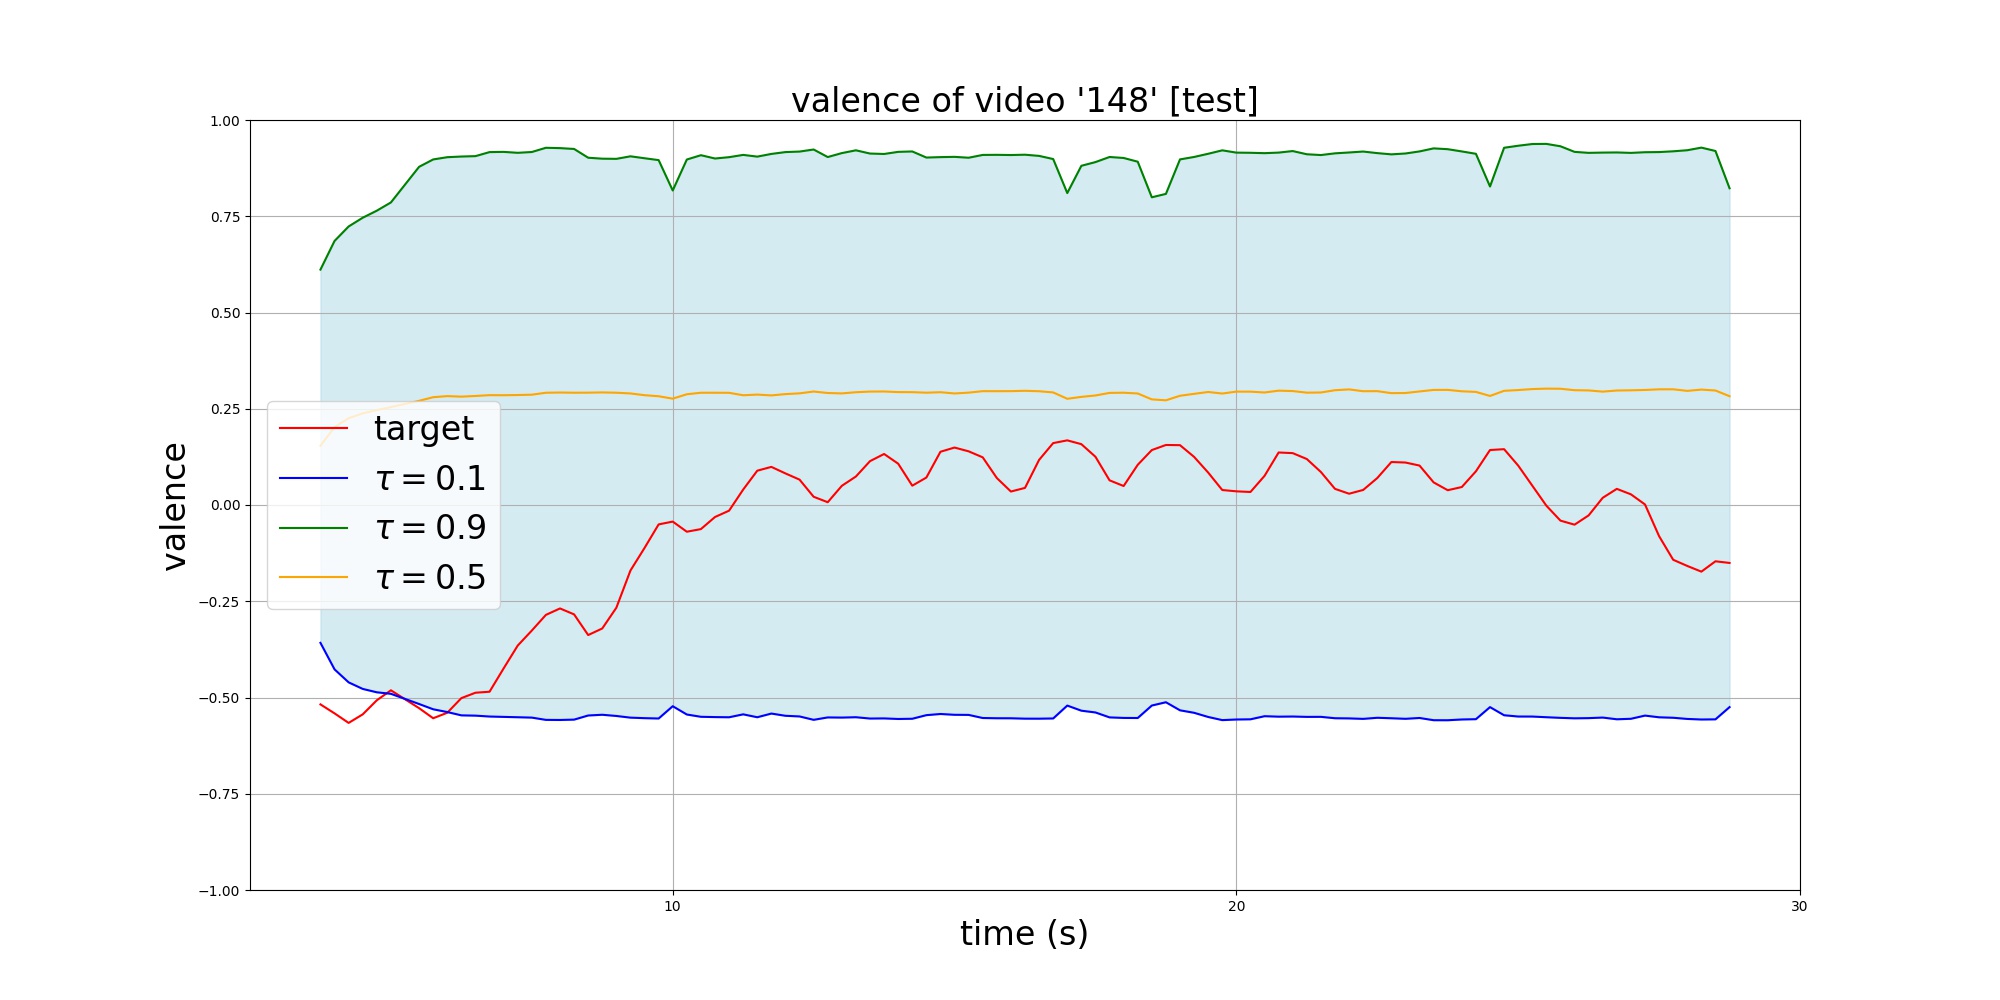 valence of video '148' [test]
1.00
0.75
0.50
0.25
0.00
−0.25
−0.50
−0.75
−1.00
valence
target
τ = 0.1
τ = 0.9
τ = 0.5
10
20
30
time (s)